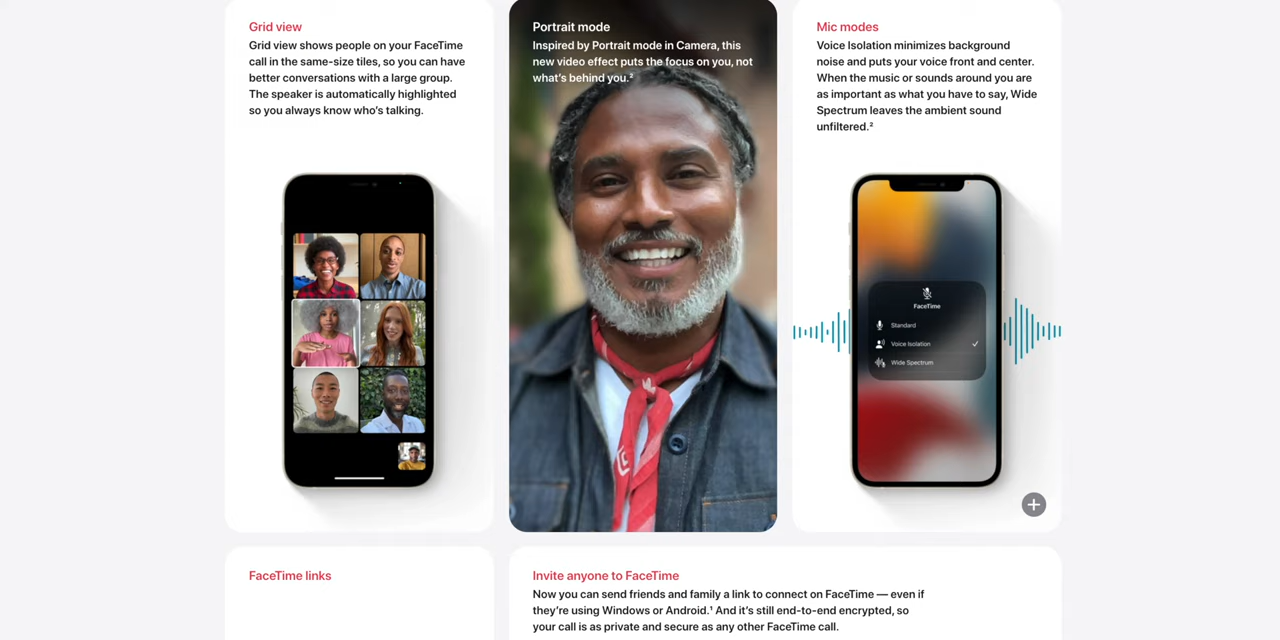 Grid view
Grid view shows people on your FaceTime
call in the same-size tiles, so you can have
better conversations with a large group.
The speaker is automatically highlighted
so you always know who's talking.
Portrait mode
Inspired by Portrait mode in Camera, this
new video effect puts the focus on you, not
what's behind you.²
Mic modes
Voice Isolation minimizes background
noise and puts your voice front and center.
When the music or sounds around you are
as important as what you have to say, Wide
Spectrum leaves the ambient sound
unfiltered.²
FaceTime
Standard
Voice Isolation
Wide Spectrum
FaceTime links
Invite anyone to FaceTime
Now you can send friends and family a link to connect on FaceTime — even if
they're using Windows or Android.¹ And it's still end-to-end encrypted, so
your call is as private and secure as any other FaceTime call.